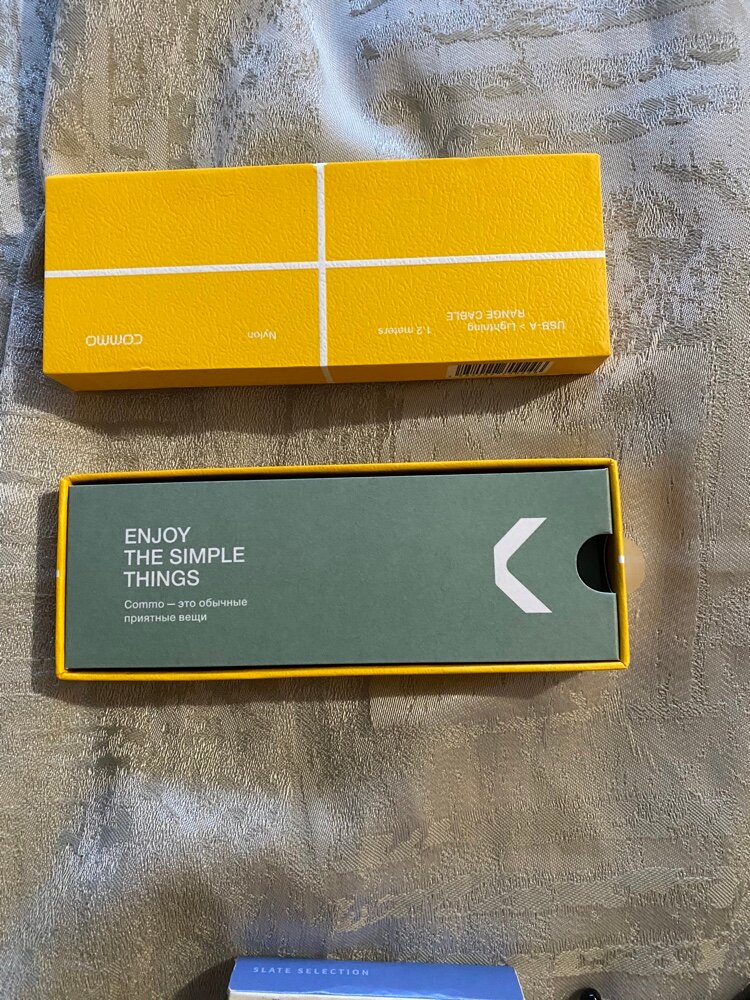 commo
Nylon
1.2 meters
USB-A > Lightning
RANGE CABLE
ENJOY
THE SIMPLE
THINGS
Commo — это обычные
приятные вещи
SLATE SELECTION